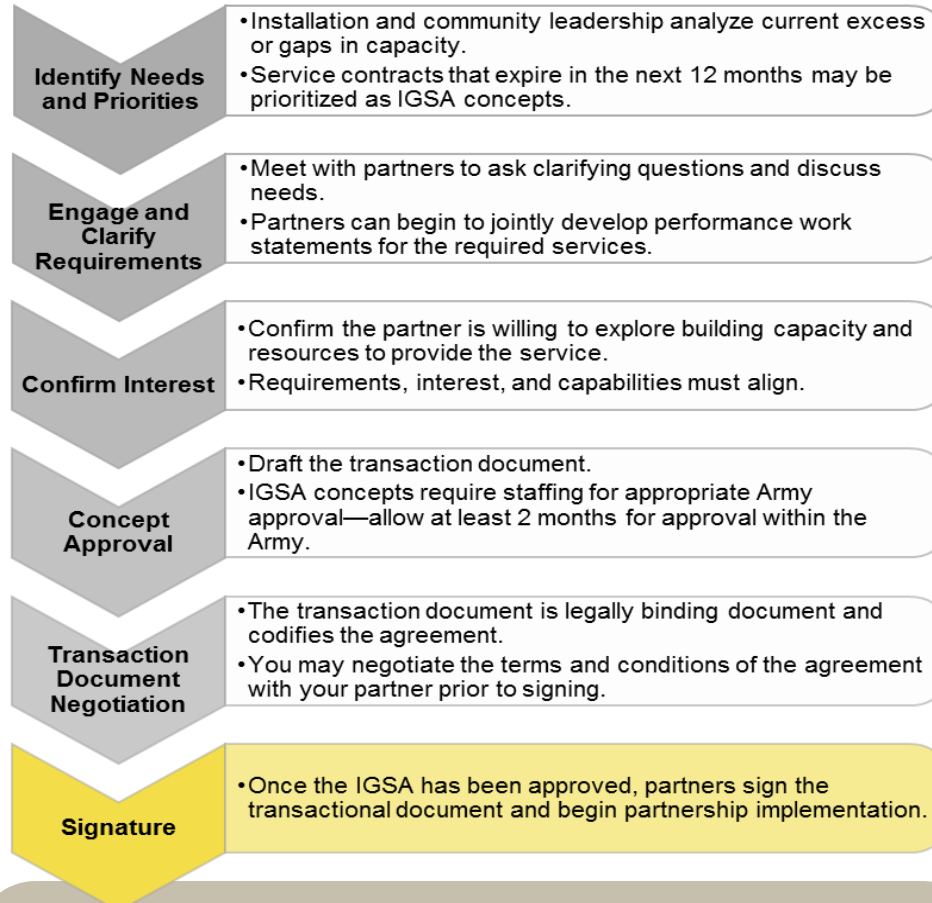 Identify Needs
and Priorities
•Installation and community leadership analyze current excess
or gaps in capacity.
•Service contracts that expire in the next 12 months may be
prioritized as IGSA concepts.
Engage and
Clarify
Requirements
•Meet with partners to ask clarifying questions and discuss
needs.
•Partners can begin to jointly develop performance work
statements for the required services.
Confirm Interest
•Confirm the partner is willing to explore building capacity and
resources to provide the service.
•Requirements, interest, and capabilities must align.
Concept
Approval
•Draft the transaction document.
•IGSA concepts require staffing for appropriate Army
approval—allow at least 2 months for approval within the
Army.
Transaction
Document
Negotiation
•The transaction document is legally binding document and
codifies the agreement.
•You may negotiate the terms and conditions of the agreement
with your partner prior to signing.
Signature
•Once the IGSA has been approved, partners sign the
transactional document and begin partnership implementation.